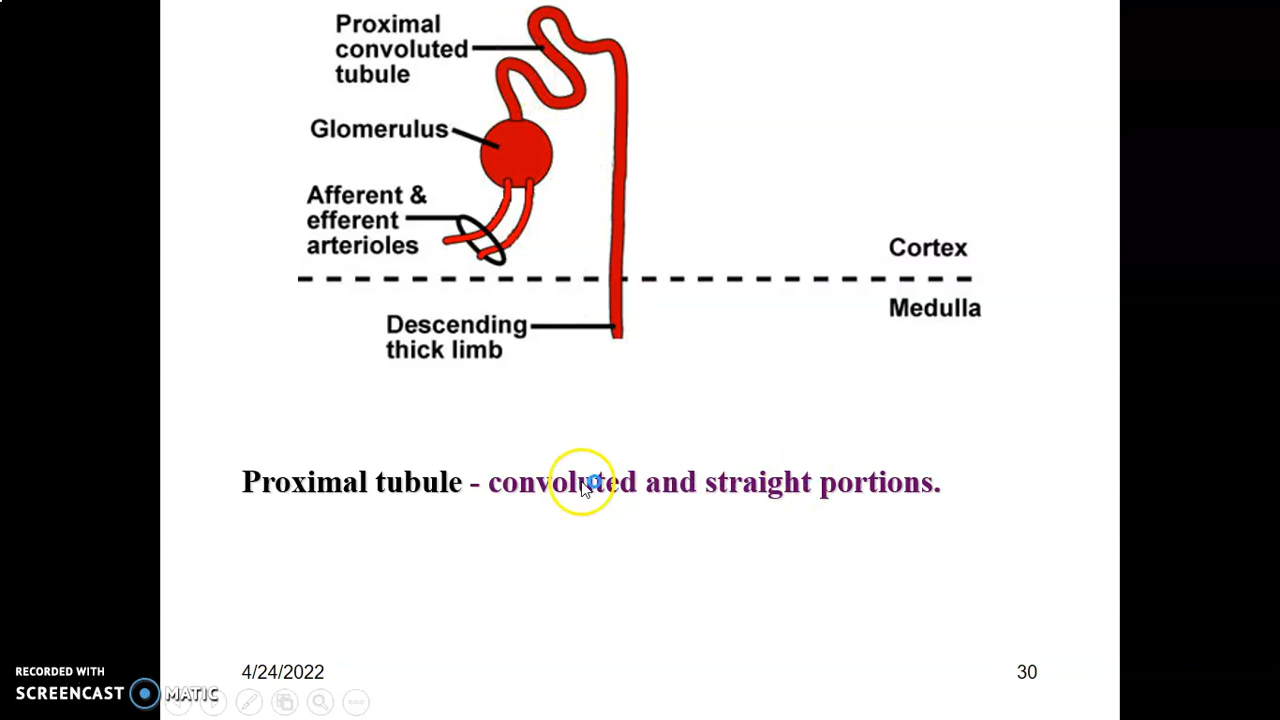 Proximal
convoluted
tubule
Glomerulus
Afferent &
efferent
arterioles
Cortex
Medulla
Descending
thick limb
Proximal tubule - convoluted and straight portions.
RECORDED WITH
SCREENCAST MATIC
4/24/2022
30